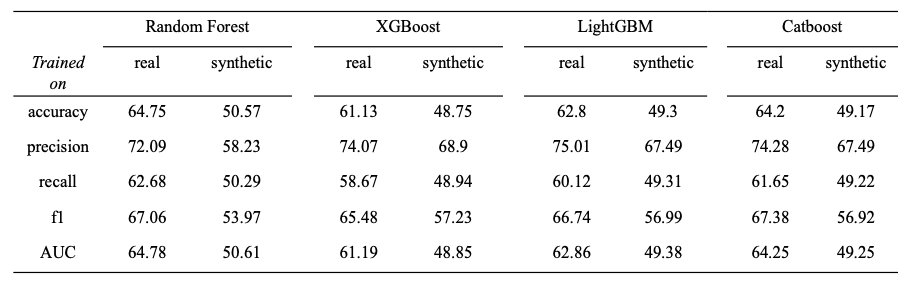 Random Forest XGBoost LightGBM Catboost
Trained on real synthetic real synthetic real synthetic real synthetic
accuracy 64.75 50.57 61.13 48.75 62.8 49.3 64.2 49.17
precision 72.09 58.23 74.07 68.9 75.01 67.49 74.28 67.49
recall 62.68 50.29 58.67 48.94 60.12 49.31 61.65 49.22
f1 67.06 53.97 65.48 57.23 66.74 56.99 67.38 56.92
AUC 64.78 50.61 61.19 48.85 62.86 49.38 64.25 49.25